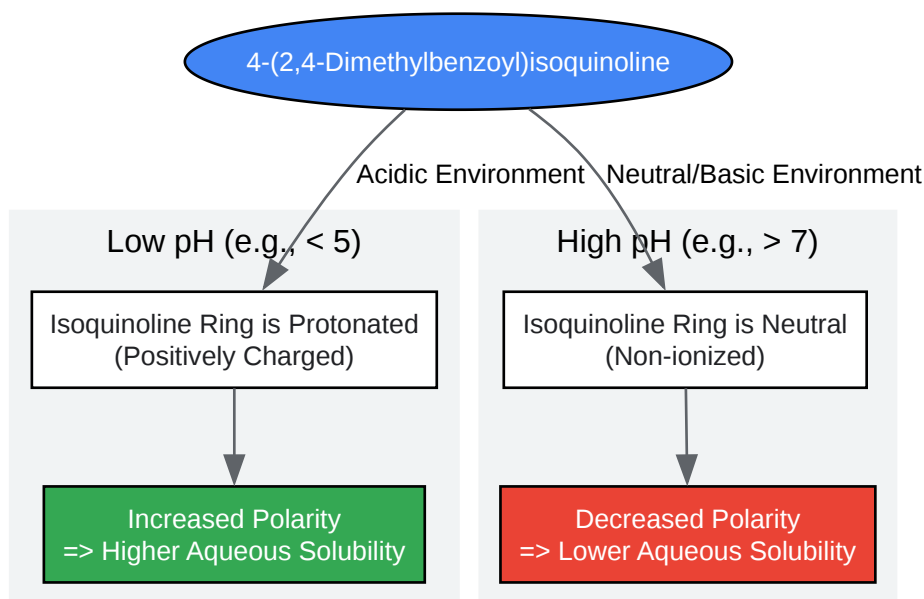 4-(2,4-Dimethylbenzoyl)isoquinoline
Acidic Environment
Neutral/Basic Environment
Low pH (e.g., < 5)
High pH (e.g., > 7)
Isoquinoline Ring is Protonated
(Positively Charged)
Isoquinoline Ring is Neutral
(Non-ionized)
Increased Polarity
=> Higher Aqueous Solubility
Decreased Polarity
=> Lower Aqueous Solubility